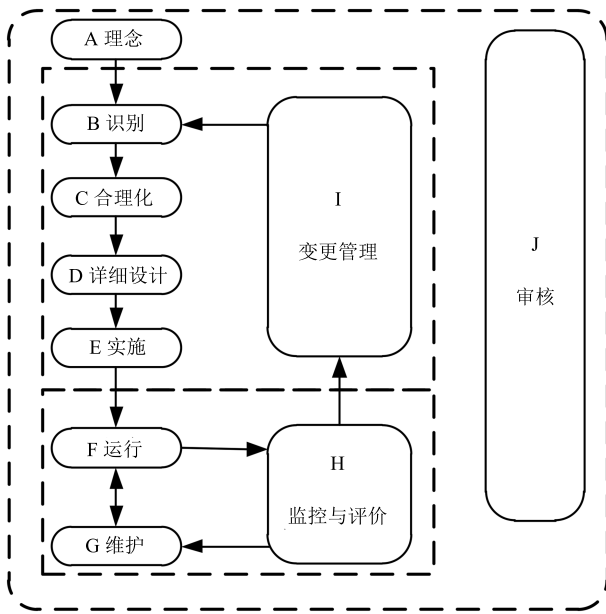 A 理念
B 识别
C 合理化
D 详细设计
E 实施
F 运行
G 维护
H
监控与评价
I
变更管理
J
审核